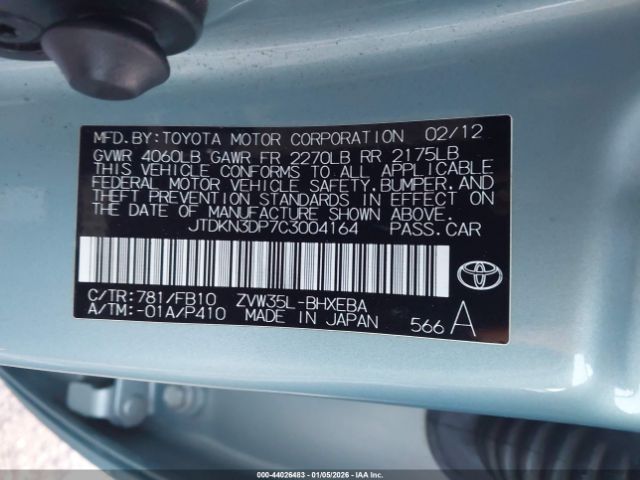 MFD.BY:TOYOTA MOTOR CORPORATION 02/12
GVWR 4060LB GAWR FR 2270LB RR 2175LB
THIS VEHICLE CONFORMS TO ALL APPLICABLE
FEDERAL MOTOR VEHICLE SAFETY,BUMPER,AND
THEFT PREVENTION STANDARDS IN EFFECT ON
THE DATE OF MANUFACTURE SHOWN ABOVE.
JTDKN3DP7C3004164 PASS.CAR
C/TR:781/FB10 ZVW35L-BHXEBA
A/TM:-01A/P410 MADE IN JAPAN 566 A
000-44026483 - 01/05/2026 - IAA Inc.